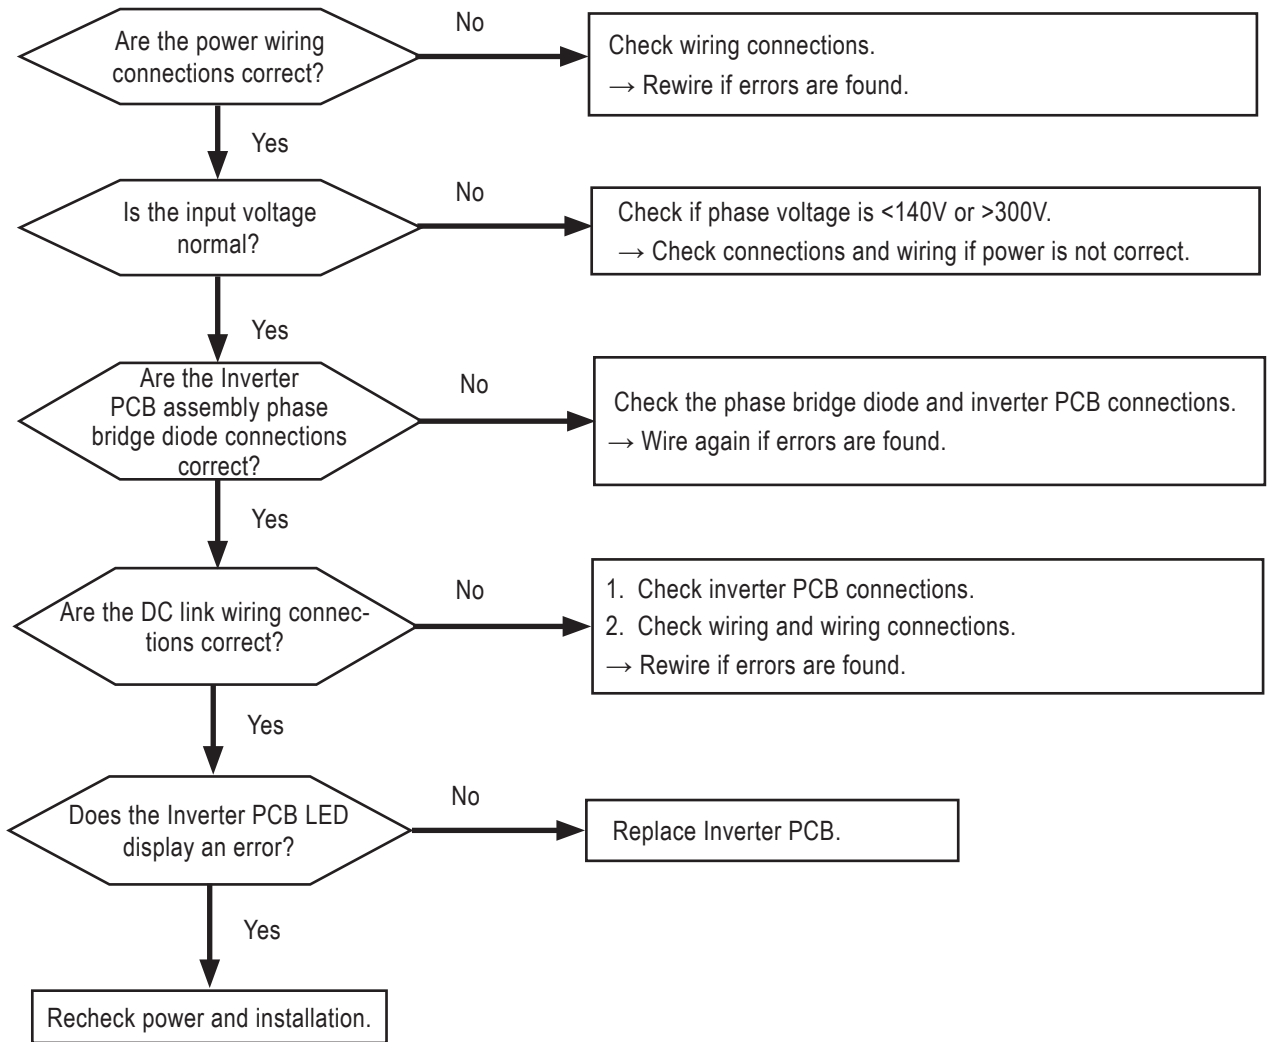 Are the power wiring
connections correct?
No
Check wiring connections.
→ Rewire if errors are found.
Yes
Is the input voltage
normal?
No
Check if phase voltage is <140V or >300V.
→ Check connections and wiring if power is not correct.
Yes
Are the Inverter
PCB assembly phase
bridge diode connections
correct?
No
Check the phase bridge diode and inverter PCB connections.
→ Wire again if errors are found.
Yes
Are the DC link wiring connec-
tions correct?
No
1. Check inverter PCB connections.
2. Check wiring and wiring connections.
→ Rewire if errors are found.
Yes
Does the Inverter PCB LED
display an error?
No
Replace Inverter PCB.
Yes
Recheck power and installation.